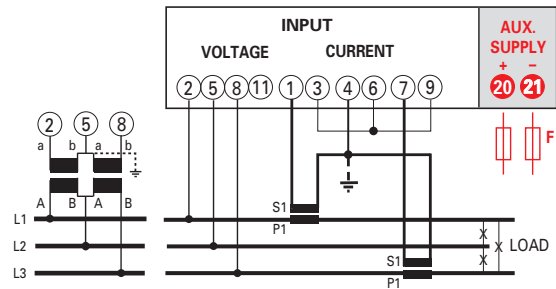 INPUT
VOLTAGE CURRENT
AUX.
SUPPLY
+ −
2 5 8 11 1 3 4 6 7 9
20 21
F
2 5 8
a b a b
A B A B
L1
L2
L3
S1
P1
S1
P1
X
X X
LOAD